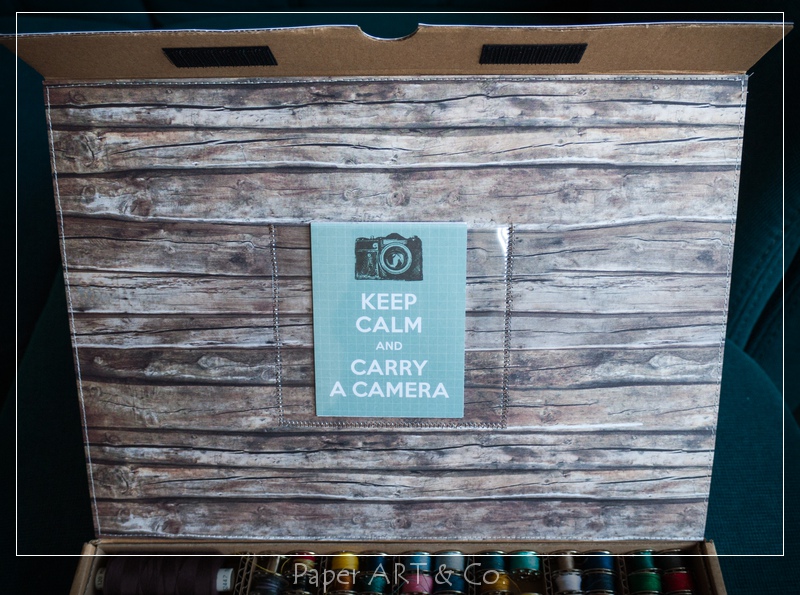 KEEP
CALM
AND
CARRY
A CAMERA
Paper ART & Co.